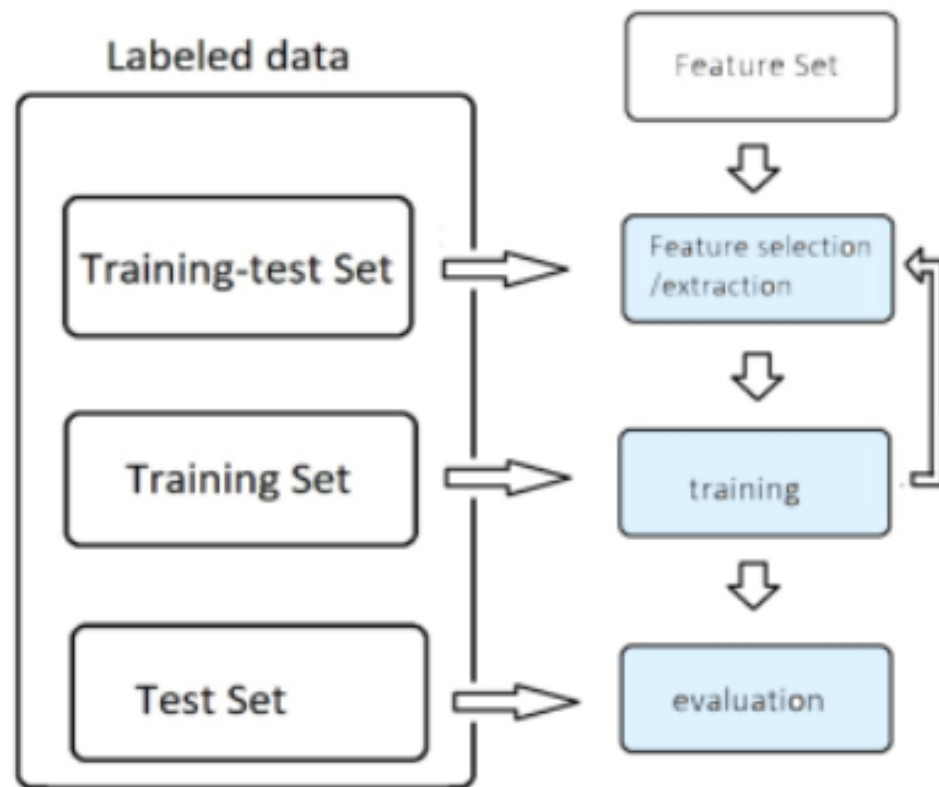 Labeled data
Feature Set
Training-test Set
Feature selection
/extraction
Training Set
training
Test Set
evaluation